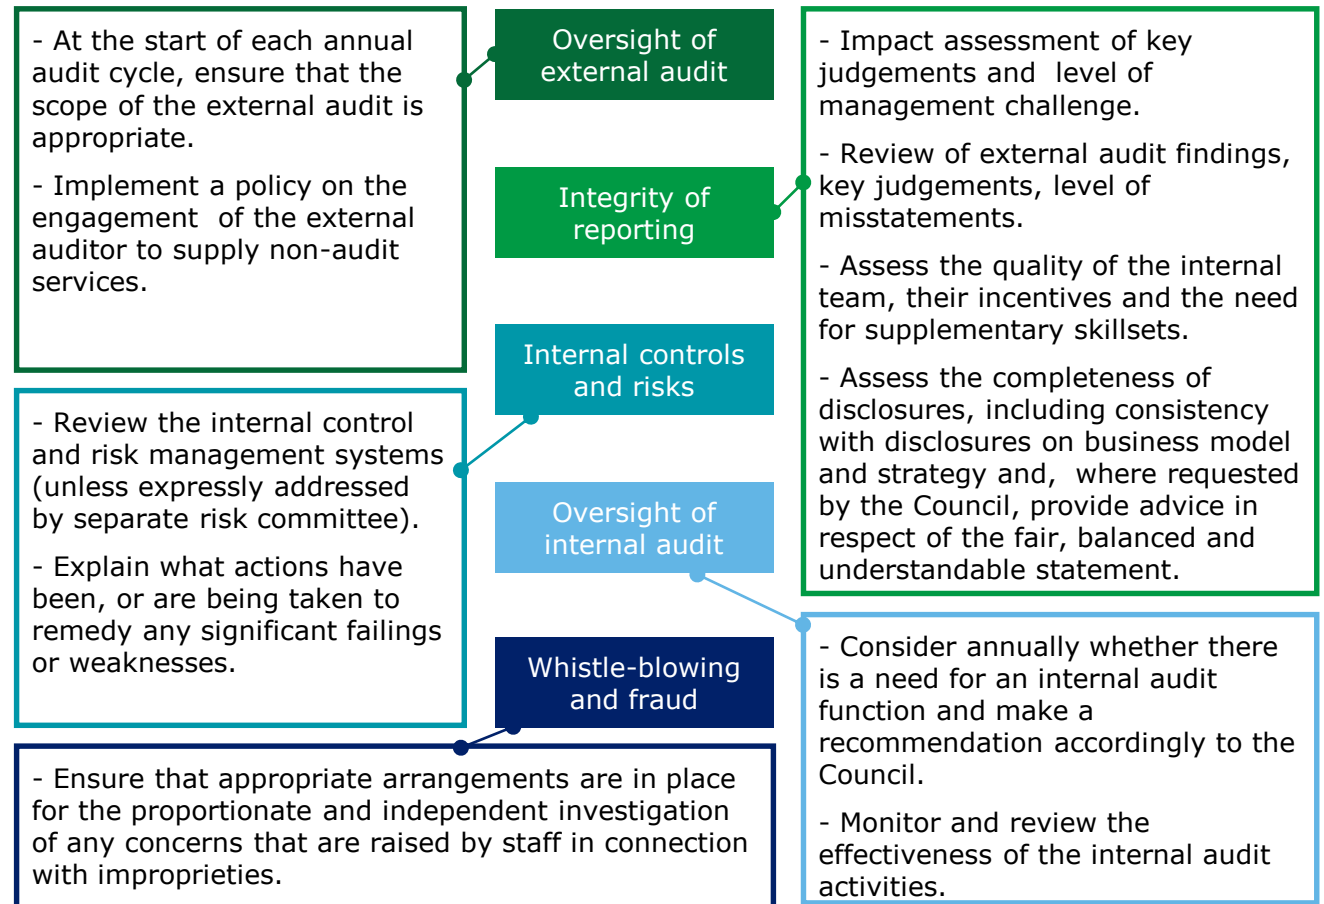 - At the start of each annual
audit cycle, ensure that the
scope of the external audit is
appropriate.
- Implement a policy on the
engagement of the external
auditor to supply non-audit
services.
Oversight of
external audit
Integrity of
reporting
- Impact assessment of key
judgements and level of
management challenge.
- Review of external audit findings,
key judgements, level of
misstatements.
- Assess the quality of the internal
team, their incentives and the need
for supplementary skillsets.
- Assess the completeness of
disclosures, including consistency
with disclosures on business model
and strategy and, where requested
by the Council, provide advice in
respect of the fair, balanced and
understandable statement.
Internal controls
and risks
- Review the internal control
and risk management systems
(unless expressly addressed
by separate risk committee).
- Explain what actions have
been, or are being taken to
remedy any significant failings
or weaknesses.
Oversight of
internal audit
- Consider annually whether there
is a need for an internal audit
function and make a
recommendation accordingly to the
Council.
- Monitor and review the
effectiveness of the internal audit
activities.
Whistle-blowing
and fraud
- Ensure that appropriate arrangements are in place
for the proportionate and independent investigation
of any concerns that are raised by staff in connection
with improprieties.